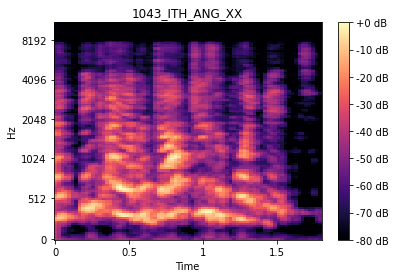 1043_ITH_ANG_XX
8192
4096
2048
1024
512
0
Hz
0
0.5
1
1.5
Time
+0 dB
-10 dB
-20 dB
-30 dB
-40 dB
-50 dB
-60 dB
-70 dB
-80 dB